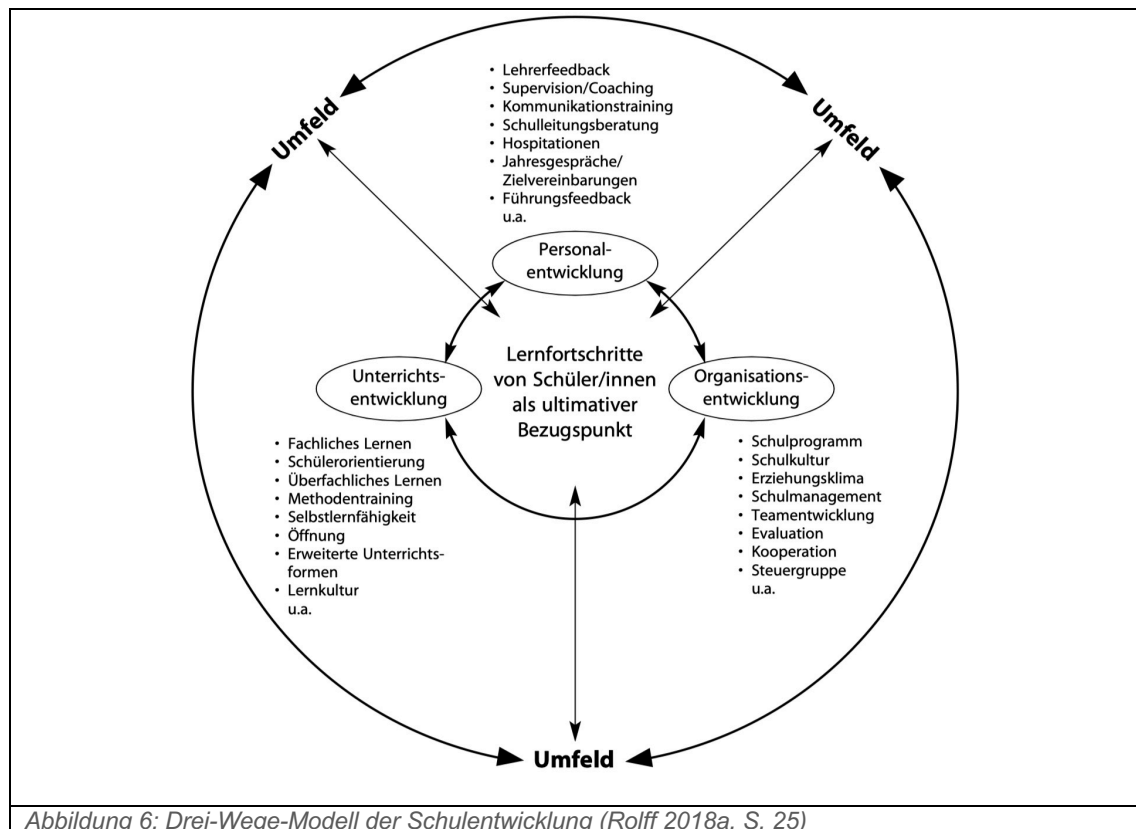 • Lehrerfeedback
• Supervision/Coaching
• Kommunikationstraining
• Schulleitungsberatung
• Hospitationen
• Jahresgespräche/
Zielvereinbarungen
• Führungsfeedback
u.a.
Umfeld
Umfeld
Personal-
entwicklung
Lernfortschritte
von Schüler/innen
als ultimativer
Bezugspunkt
Unterrichts-
entwicklung
Organisations-
entwicklung
• Fachliches Lernen
• Schülerorientierung
• Überfachliches Lernen
• Methodentraining
• Selbstlernfähigkeit
• Öffnung
• Erweiterte Unterrichts-
formen
• Lernkultur
u.a.
• Schulprogramm
• Schulkultur
• Erziehungsklima
• Schulmanagement
• Teamentwicklung
• Evaluation
• Kooperation
• Steuergruppe
u.a.
Umfeld
Abbildung 6: Drei-Wege-Modell der Schulentwicklung (Rolff 2018a, S. 25)